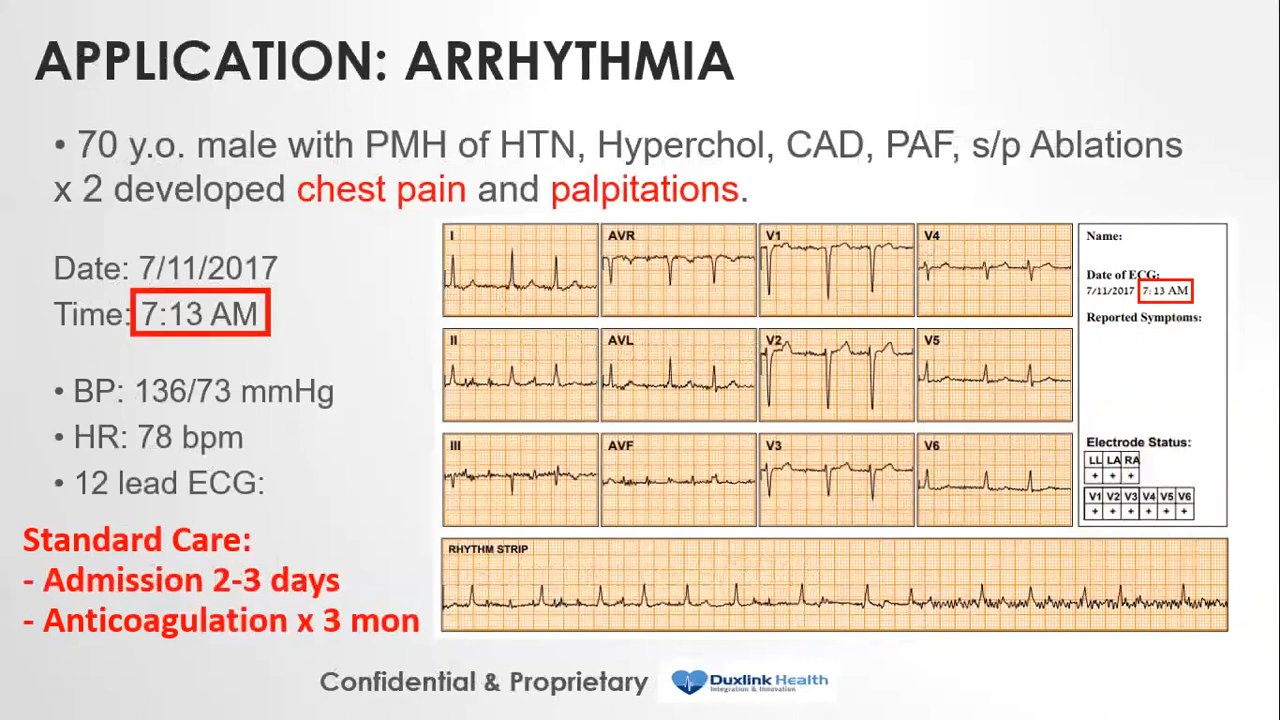 APPLICATION: ARRHYTHMIA
• 70 y.o. male with PMH of HTN, Hyperchol, CAD, PAF, s/p Ablations
x 2 developed chest pain and palpitations.
Date: 7/11/2017
Time: 7:13 AM
• BP: 136/73 mmHg
• HR: 78 bpm
• 12 lead ECG:
Standard Care:
- Admission 2-3 days
- Anticoagulation x 3 mon
I AVR V1 V4
II AVL V2 V5
III AVF V3 V6
RHYTHM STRIP
Name:
Date of ECG:
7/11/2017 7:13 AM
Reported Symptoms:
Electrode Status:
LL LA RA
+ + +
V1 V2 V3 V4 V5 V6
+ + + + + +
Confidential & Proprietary
Duxlink Health
Integration & Innovation